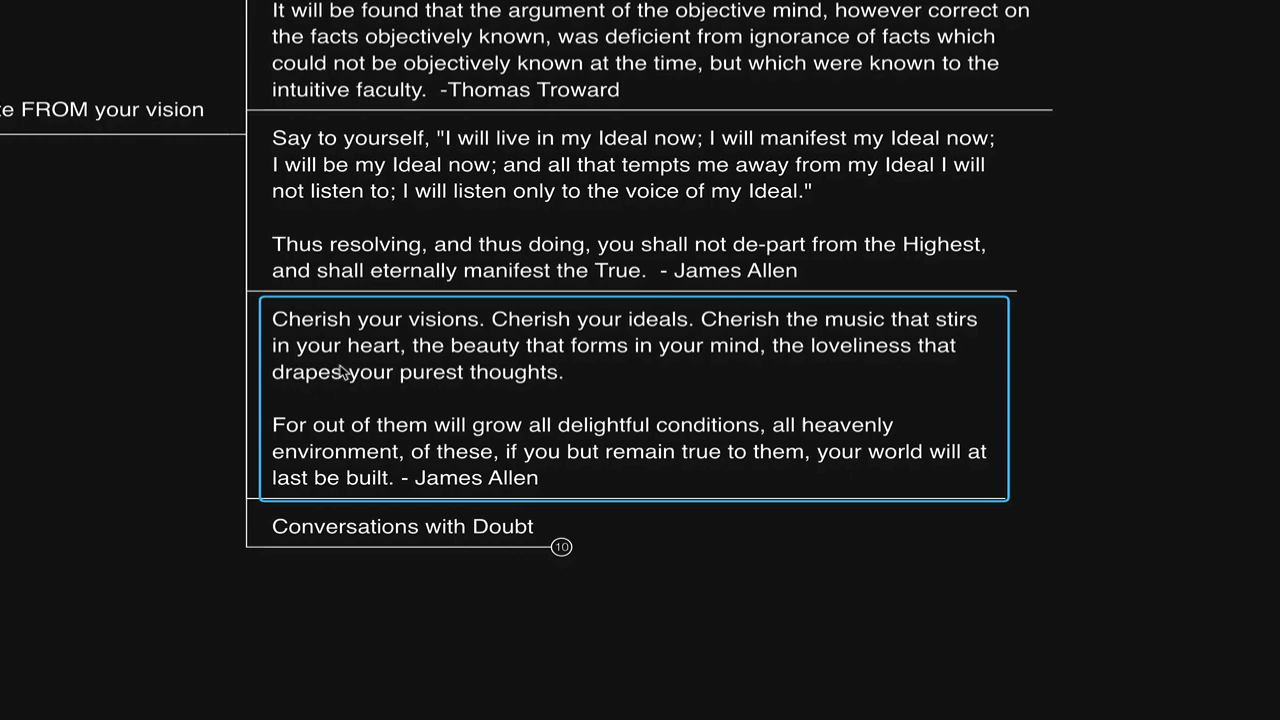 It will be found that the argument of the objective mind, however correct on
the facts objectively known, was deficient from ignorance of facts which
could not be objectively known at the time, but which were known to the
intuitive faculty.  -Thomas Troward
FROM your vision
Say to yourself, "I will live in my Ideal now; I will manifest my Ideal now;
I will be my Ideal now; and all that tempts me away from my Ideal I will
not listen to; I will listen only to the voice of my Ideal."
Thus resolving, and thus doing, you shall not de-part from the Highest,
and shall eternally manifest the True.  - James Allen
Cherish your visions. Cherish your ideals. Cherish the music that stirs
in your heart, the beauty that forms in your mind, the loveliness that
drapes your purest thoughts.
For out of them will grow all delightful conditions, all heavenly
environment, of these, if you but remain true to them, your world will at
last be built. - James Allen
Conversations with Doubt
10